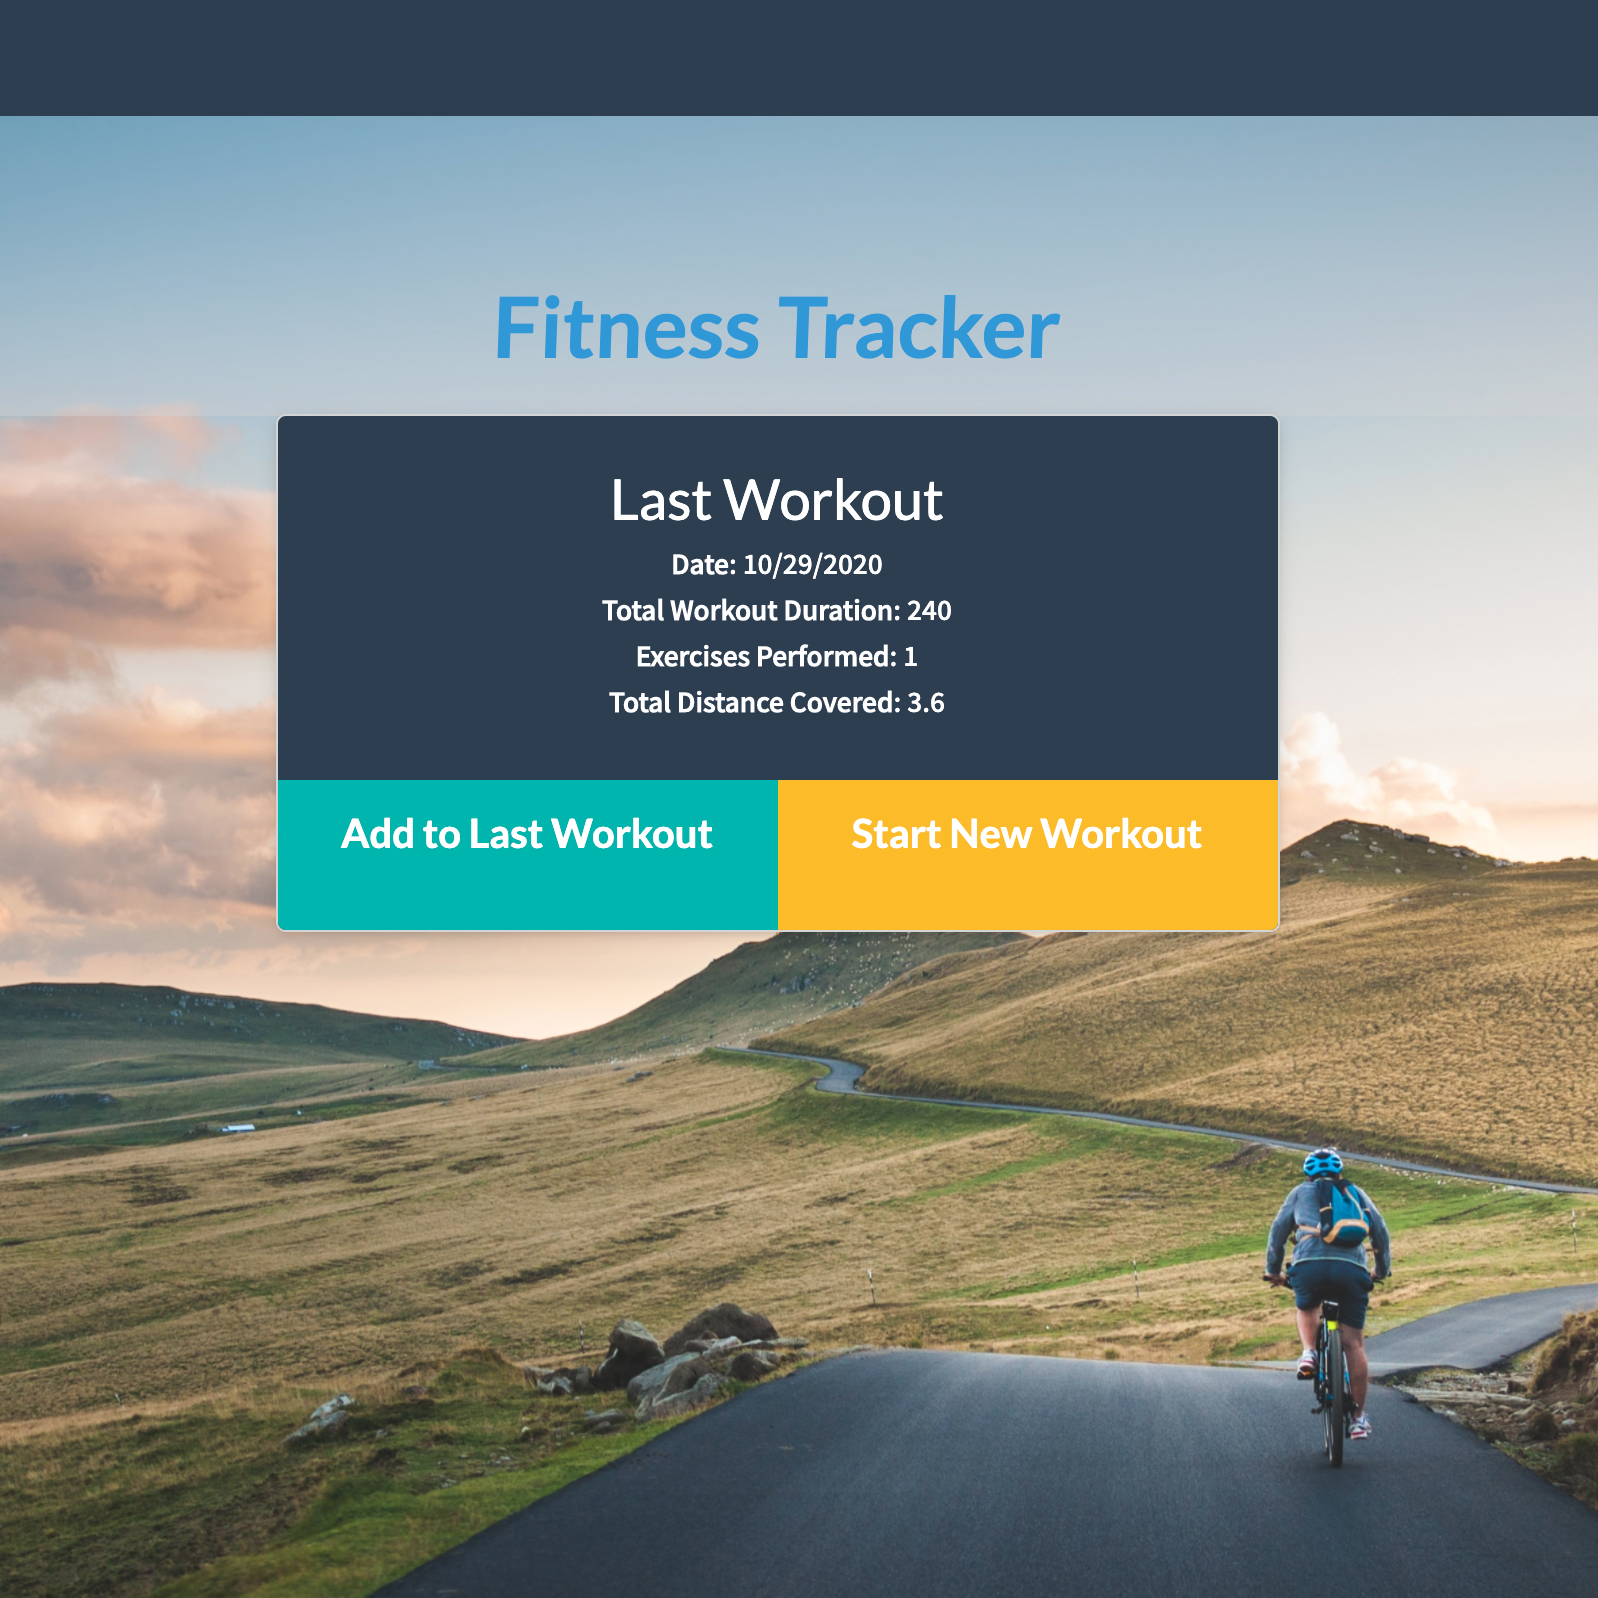 Fitness Tracker
Last Workout
Date: 10/29/2020
Total Workout Duration: 240
Exercises Performed: 1
Total Distance Covered: 3.6
Add to Last Workout
Start New Workout